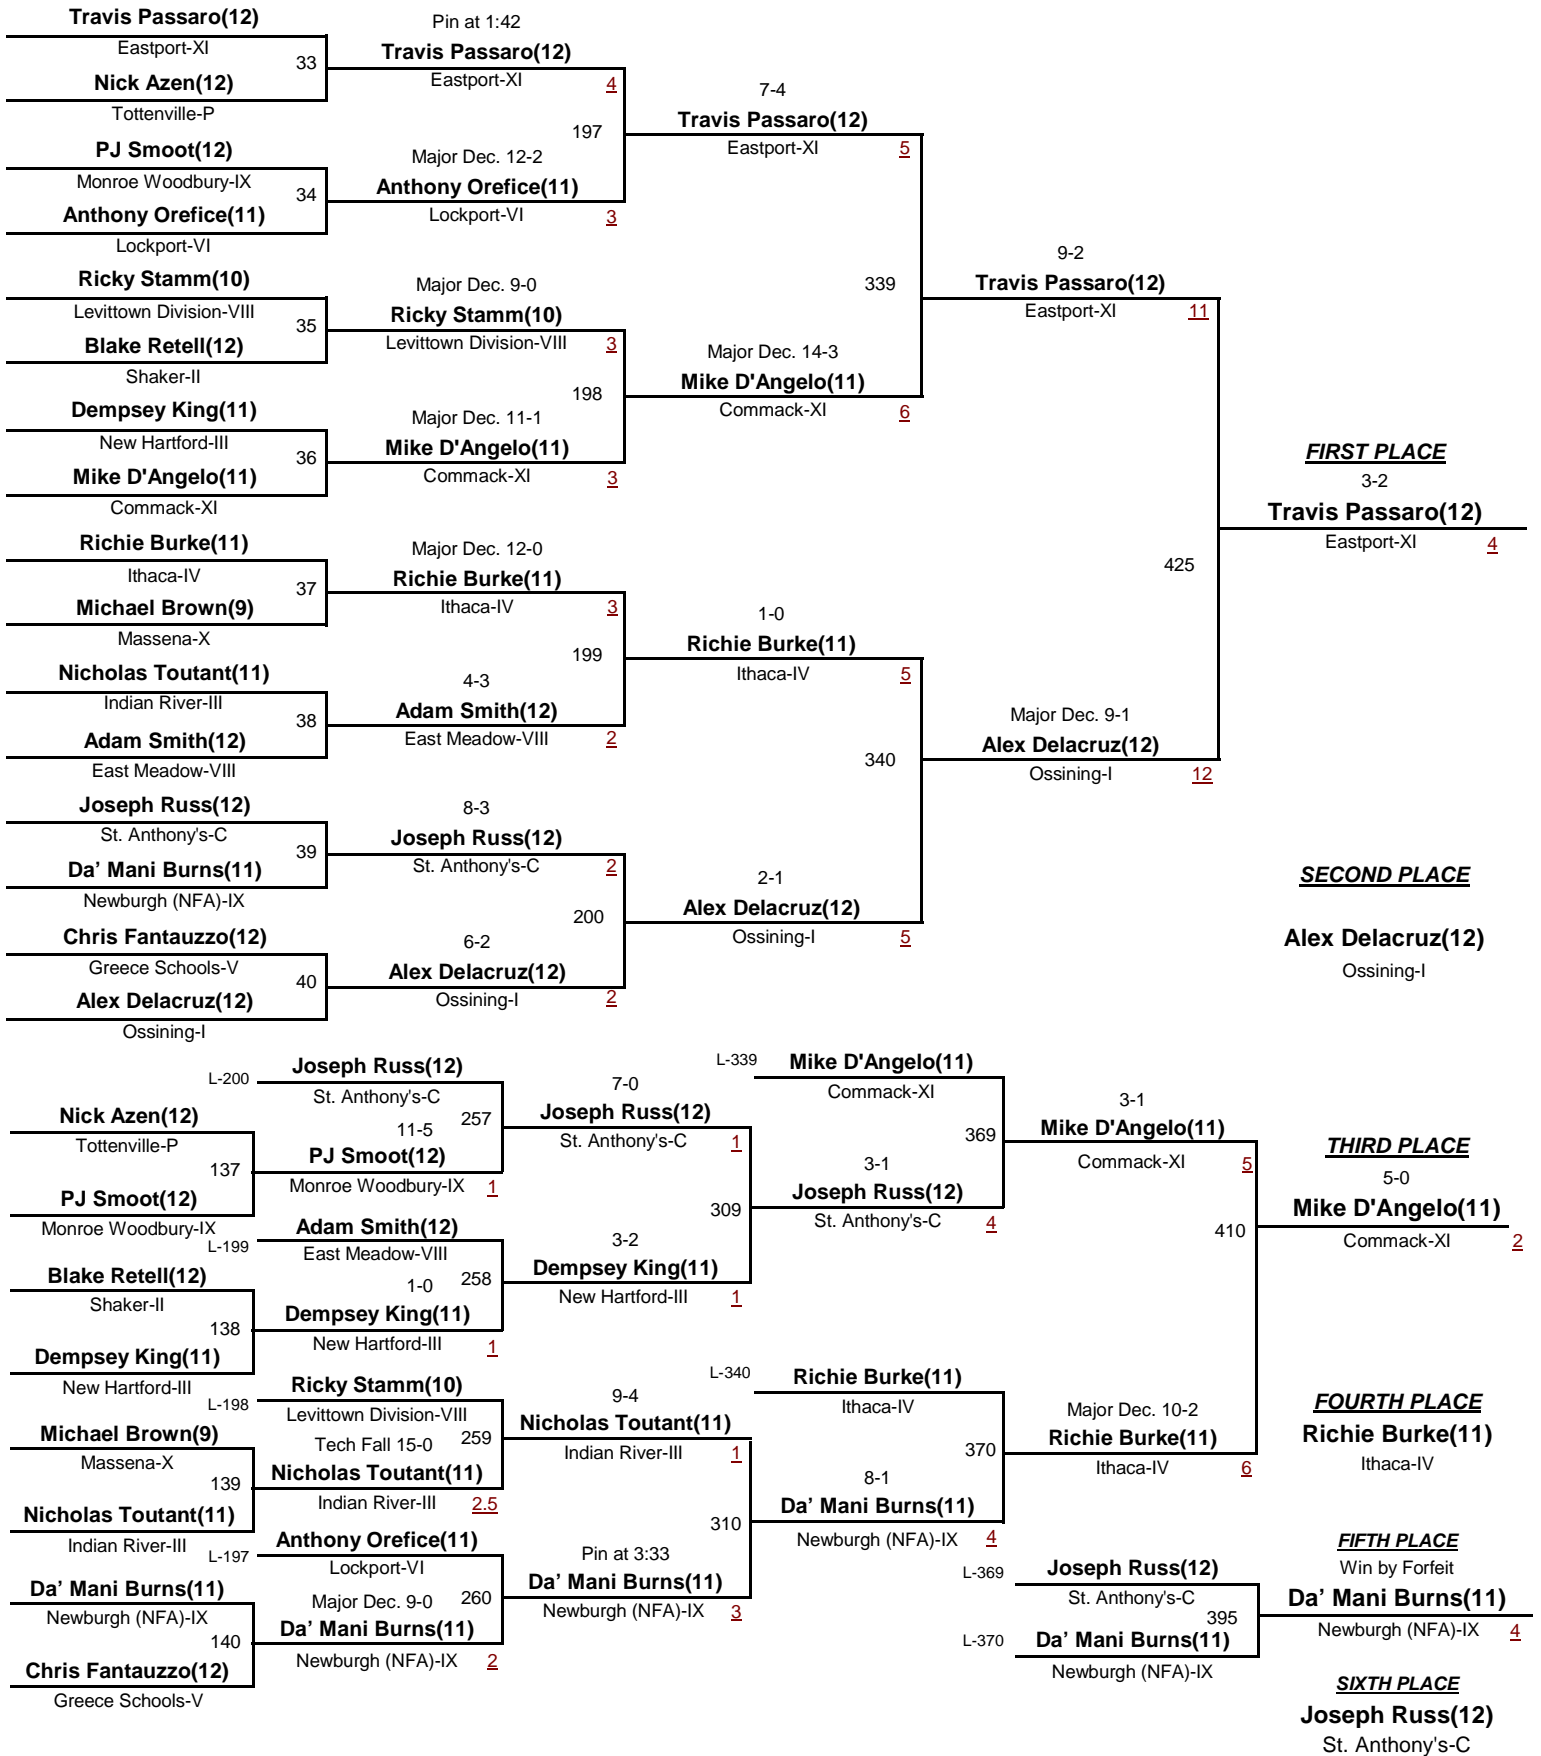 Travis Passaro(12)
Eastport-XI
33
Nick Azen(12)
Tottenville-P
PJ Smoot(12)
Monroe Woodbury-IX
34
Anthony Orefice(11)
Lockport-VI
Ricky Stamm(10)
Levittown Division-VIII
35
Blake Retell(12)
Shaker-II
Dempsey King(11)
New Hartford-III
36
Mike D'Angelo(11)
Commack-XI
Richie Burke(11)
Ithaca-IV
37
Michael Brown(9)
Massena-X
Nicholas Toutant(11)
Indian River-III
38
Adam Smith(12)
East Meadow-VIII
Joseph Russ(12)
St. Anthony's-C
39
Da' Mani Burns(11)
Newburgh (NFA)-IX
Chris Fantauzzo(12)
Greece Schools-V
40
Alex Delacruz(12)
Ossining-I
Pin at 1:42
Travis Passaro(12)
Eastport-XI
4
197
Major Dec. 12-2
Anthony Orefice(11)
Lockport-VI
3
Major Dec. 9-0
Ricky Stamm(10)
Levittown Division-VIII
3
198
Major Dec. 11-1
Mike D'Angelo(11)
Commack-XI
3
Major Dec. 12-0
Richie Burke(11)
Ithaca-IV
3
199
4-3
Adam Smith(12)
East Meadow-VIII
2
8-3
Joseph Russ(12)
St. Anthony's-C
2
200
6-2
Alex Delacruz(12)
Ossining-I
2
7-4
Travis Passaro(12)
Eastport-XI
5
339
Major Dec. 14-3
Mike D'Angelo(11)
Commack-XI
6
1-0
Richie Burke(11)
Ithaca-IV
5
340
2-1
Alex Delacruz(12)
Ossining-I
5
9-2
Travis Passaro(12)
Eastport-XI
11
425
Major Dec. 9-1
Alex Delacruz(12)
Ossining-I
12
FIRST PLACE
3-2
Travis Passaro(12)
Eastport-XI
4
SECOND PLACE
Alex Delacruz(12)
Ossining-I
Nick Azen(12)
Tottenville-P
137
PJ Smoot(12)
Monroe Woodbury-IX
Blake Retell(12)
Shaker-II
138
Dempsey King(11)
New Hartford-III
Michael Brown(9)
Massena-X
139
Nicholas Toutant(11)
Indian River-III
Da' Mani Burns(11)
Newburgh (NFA)-IX
140
Chris Fantauzzo(12)
Greece Schools-V
L-200
Joseph Russ(12)
St. Anthony's-C
257
11-5
PJ Smoot(12)
Monroe Woodbury-IX
1
L-199
Adam Smith(12)
East Meadow-VIII
258
1-0
Dempsey King(11)
New Hartford-III
1
L-198
Ricky Stamm(10)
Levittown Division-VIII
259
Tech Fall 15-0
Nicholas Toutant(11)
Indian River-III
2.5
L-197
Anthony Orefice(11)
Lockport-VI
260
Major Dec. 9-0
Da' Mani Burns(11)
Newburgh (NFA)-IX
2
7-0
Joseph Russ(12)
St. Anthony's-C
1
309
3-2
Dempsey King(11)
New Hartford-III
1
9-4
Nicholas Toutant(11)
Indian River-III
1
310
Pin at 3:33
Da' Mani Burns(11)
Newburgh (NFA)-IX
3
L-339
Mike D'Angelo(11)
Commack-XI
369
3-1
Joseph Russ(12)
St. Anthony's-C
4
L-340
Richie Burke(11)
Ithaca-IV
370
8-1
Da' Mani Burns(11)
Newburgh (NFA)-IX
4
3-1
Mike D'Angelo(11)
Commack-XI
5
410
Major Dec. 10-2
Richie Burke(11)
Ithaca-IV
6
L-369
Joseph Russ(12)
St. Anthony's-C
395
L-370
Da' Mani Burns(11)
Newburgh (NFA)-IX
THIRD PLACE
5-0
Mike D'Angelo(11)
Commack-XI
2
FOURTH PLACE
Richie Burke(11)
Ithaca-IV
FIFTH PLACE
Win by Forfeit
Da' Mani Burns(11)
Newburgh (NFA)-IX
4
SIXTH PLACE
Joseph Russ(12)
St. Anthony's-C